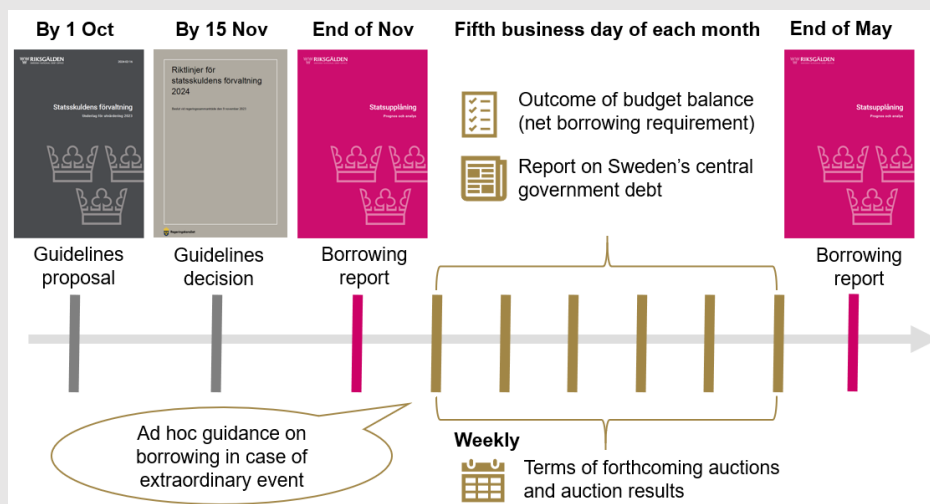 By 1 Oct
By 15 Nov
End of Nov
Fifth business day of each month
End of May
RIKSGÄLDEN
Statsskuldens förvaltning
Riktlinjer för
statsskuldens förvaltning
2024
RIKSGÄLDEN
Statsupplåning
Prognos och analys
Outcome of budget balance
(net borrowing requirement)
Report on Sweden's central
government debt
RIKSGÄLDEN
Statsupplåning
Prognos och analys
Guidelines
proposal
Guidelines
decision
Borrowing
report
Borrowing
report
Ad hoc guidance on
borrowing in case of
extraordinary event
Weekly
Terms of forthcoming auctions
and auction results